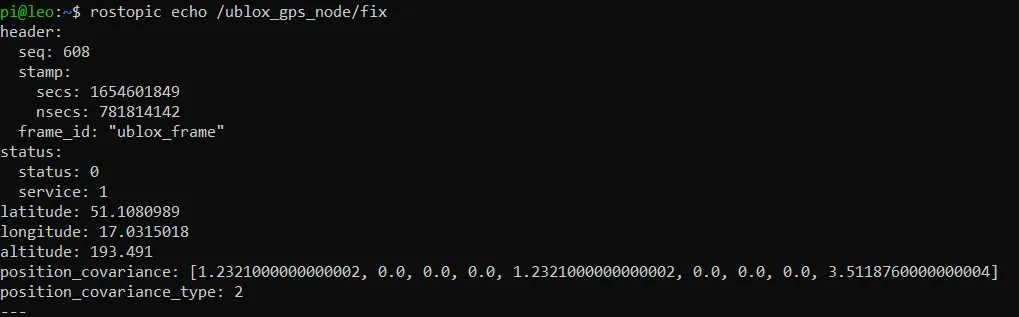 pi@leo:~$ rostopic echo /ublox_gps_node/fix
header:
  seq: 608
  stamp:
    secs: 1654601849
    nsecs: 781814142
  frame_id: "ublox_frame"
status:
  status: 0
  service: 1
latitude: 51.1080989
longitude: 17.0315018
altitude: 193.491
position_covariance: [1.2321000000000002, 0.0, 0.0, 0.0, 1.2321000000000002, 0.0, 0.0, 0.0, 3.5118760000000004]
position_covariance_type: 2
---